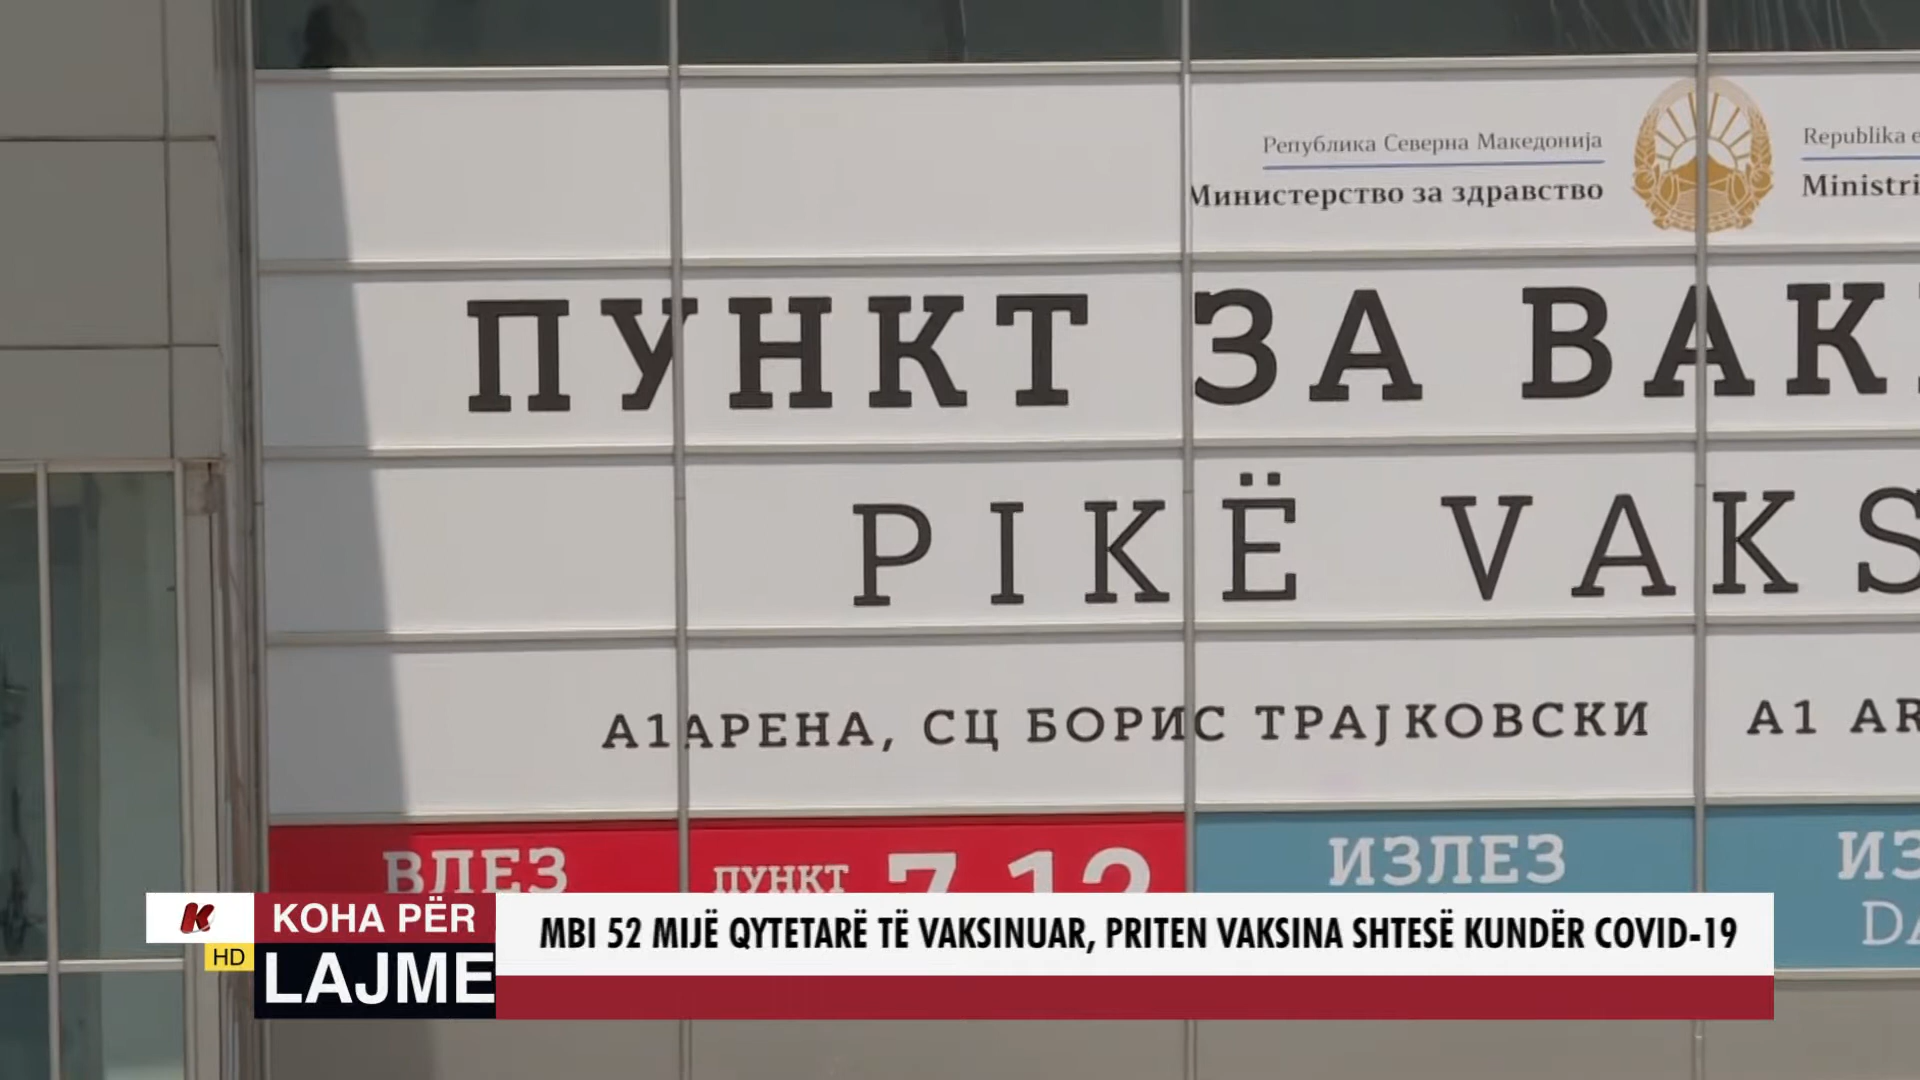 Република Северна Македонија
Republika e
Министерство за здравство
Ministri
ПУНКТ ЗА ВАК
PIKË VAKS
А1АРЕНА, СЦ БОРИС ТРАЈКОВСКИ
A1 AR
ВЛЕЗ
ПУНКТ 7 12
ИЗЛЕЗ
ИЗ
DA
KOHA PËR
LAJME
HD
MBI 52 MIJË QYTETARË TË VAKSINUAR, PRITEN VAKSINA SHTESË KUNDËR COVID-19